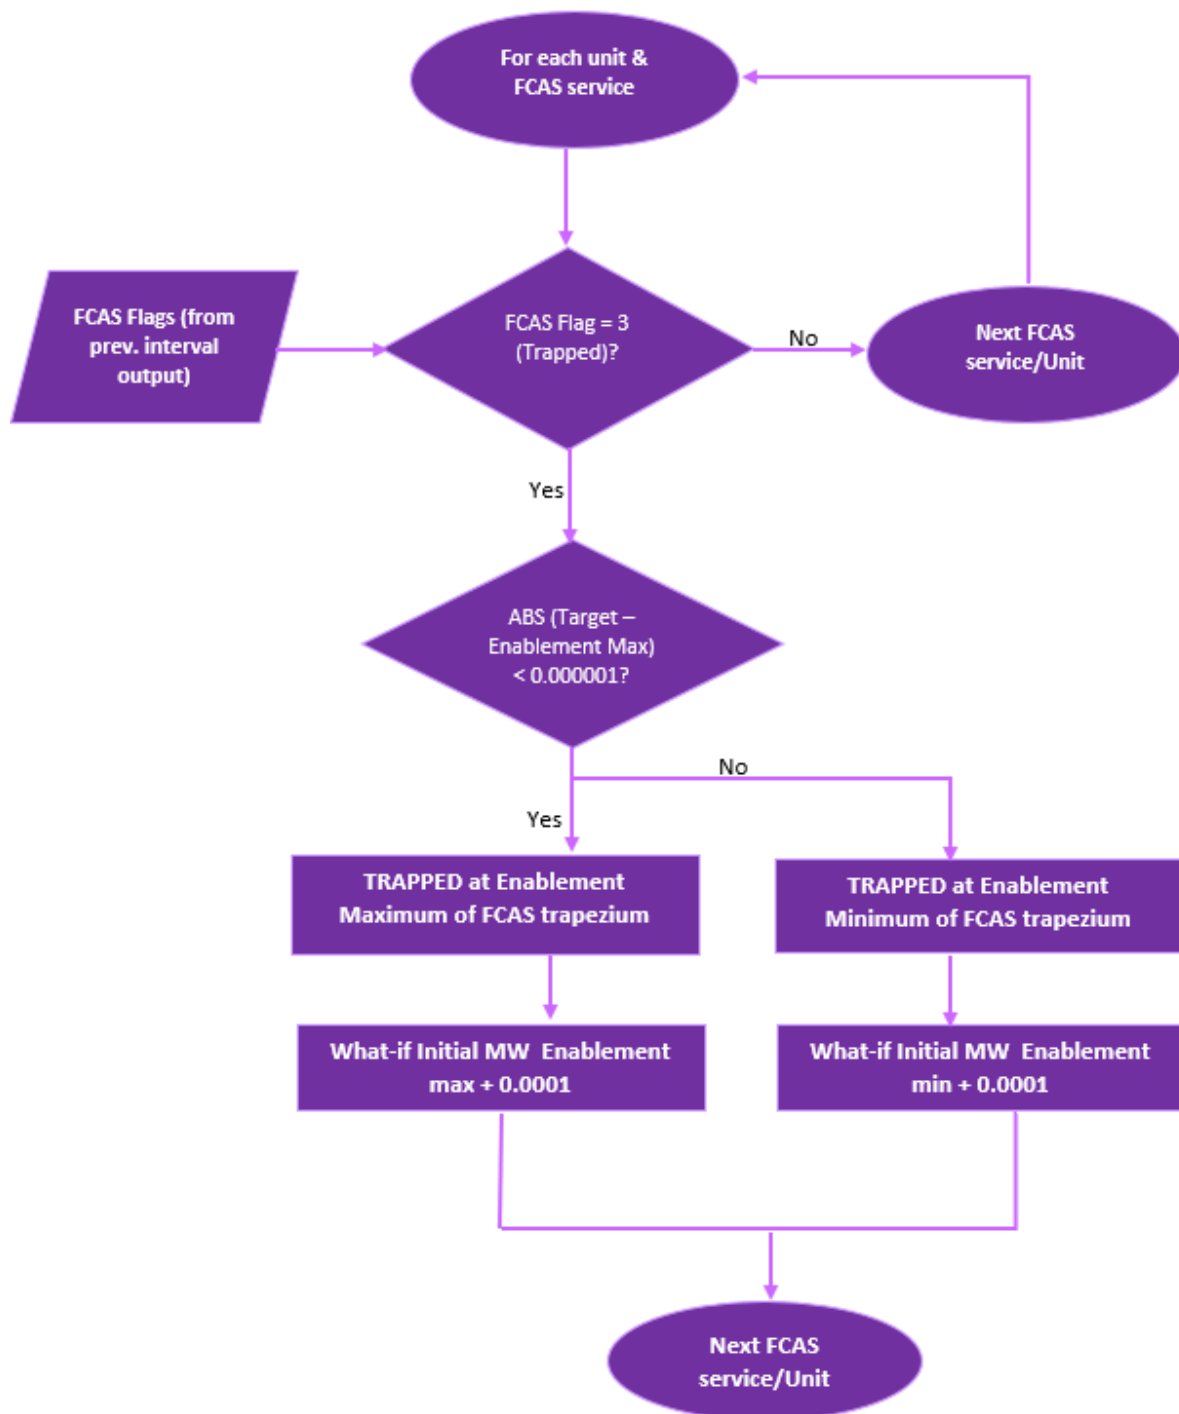 For each unit &
FCAS service
FCAS Flags (from
prev. interval
output)
FCAS Flag = 3
(Trapped)?
No
Next FCAS
service/Unit
Yes
ABS (Target –
Enablement Max)
< 0.000001?
No
Yes
TRAPPED at Enablement
Maximum of FCAS trapezium
TRAPPED at Enablement
Minimum of FCAS trapezium
What-if Initial MW  Enablement
max + 0.0001
What-if Initial MW  Enablement
min + 0.0001
Next FCAS
service/Unit